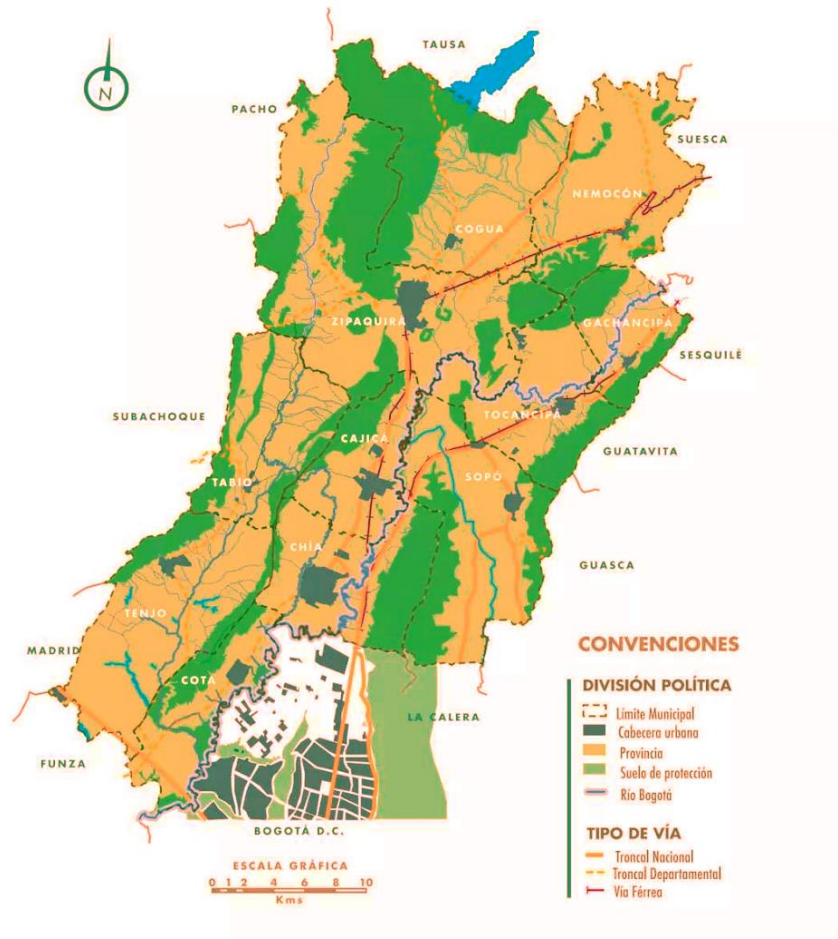 TAUSA
N
PACHO
SUESCA
NEMOCÓN
COGUA
ZIPAQUIRÁ
GACHANCIPÁ
SESQUILÉ
SUBACHOQUE
TOCANCIPÁ
CAJICÁ
GUATAVITA
SOPÓ
TABIO
CHÍA
GUASCA
TENJO
MADRID
COTA
LA CALERA
FUNZA
BOGOTÁ D.C.
ESCALA GRÁFICA
0 1 2 4 6 8 10
Kms
CONVENCIONES
DIVISIÓN POLÍTICA
Límite Municipal
Cabecera urbana
Provincia
Suelo de protección
Río Bogotá
TIPO DE VÍA
Troncal Nacional
Troncal Departamental
Vía Férrea